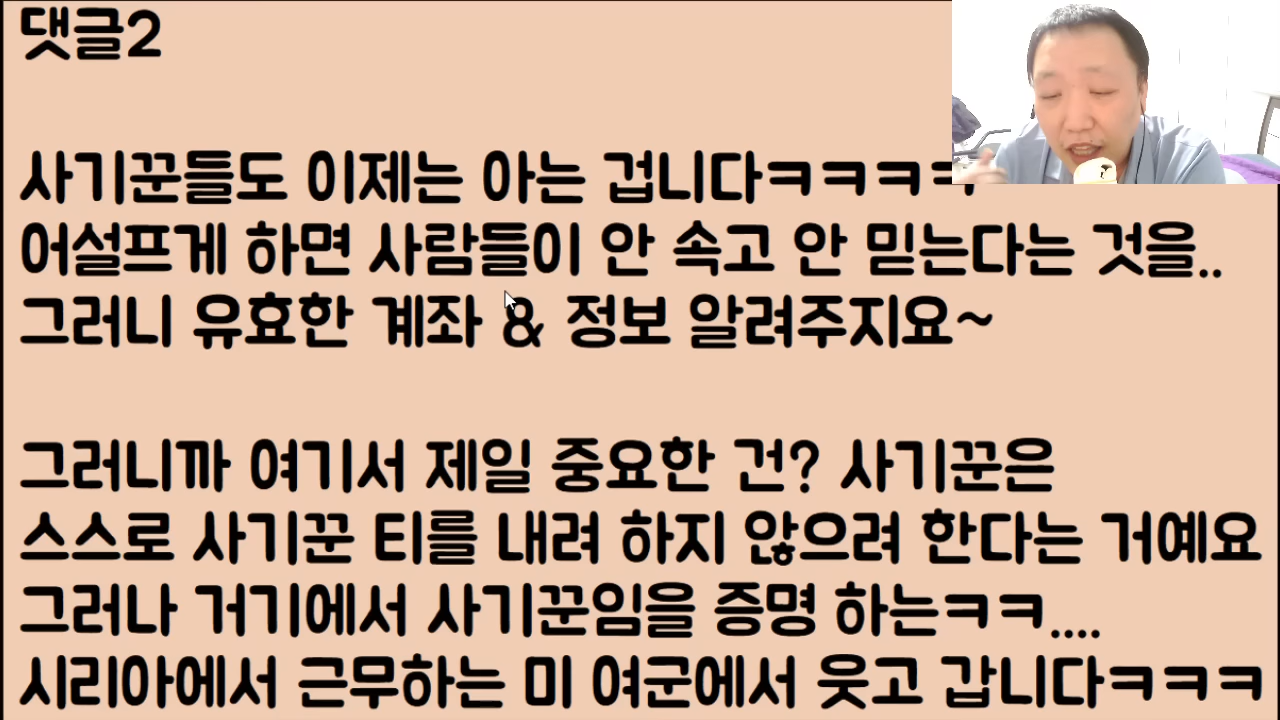 댓글2
사기꾼들도 이제는 아는 겁니다ㅋㅋㅋㅋ
어설프게 하면 사람들이 안 속고 안 믿는다는 것을..
그러니 유효한 계좌 & 정보 알려주지요~
그러니까 여기서 제일 중요한 건? 사기꾼은
스스로 사기꾼 티를 내려 하지 않으려 한다는 거예요
그러나 거기에서 사기꾼임을 증명 하는ㅋㅋ....
시리아에서 근무하는 미 여군에서 웃고 갑니다ㅋㅋㅋ